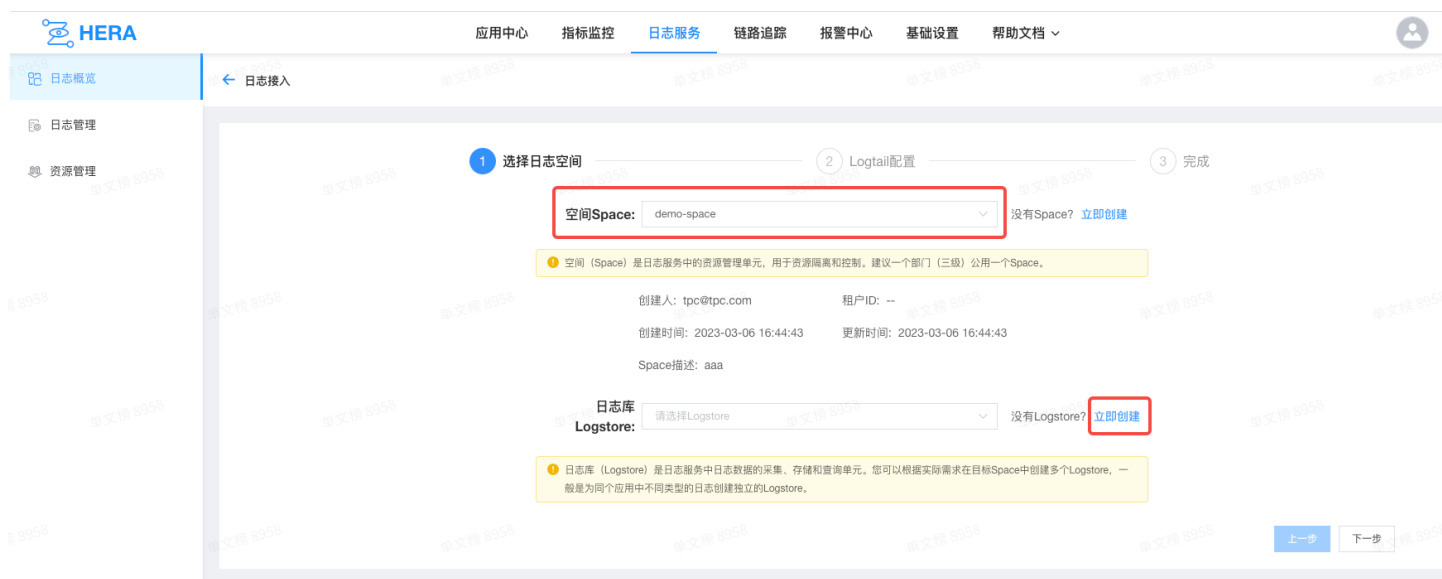 HERA
应用中心 指标监控 日志服务 链路追踪 报警中心 基础设置 帮助文档
日志概览
日志管理
资源管理
日志接入
1 选择日志空间 2 Logtail配置 3 完成
空间Space: demo-space 没有Space? 立即创建
空间（Space）是日志服务中的资源管理单元，用于资源隔离和控制。建议一个部门（三级）公用一个Space。
创建人: tpc@tpc.com 租户ID: --
创建时间: 2023-03-06 16:44:43 更新时间: 2023-03-06 16:44:43
Space描述: aaa
日志库
Logstore: 请选择Logstore 没有Logstore? 立即创建
日志库（Logstore）是日志服务中日志数据的采集、存储和查询单元。您可以根据实际需求在目标Space中创建多个Logstore，一
般是为同个应用中不同类型的日志创建独立的Logstore。
上一步 下一步
单文榜 8958